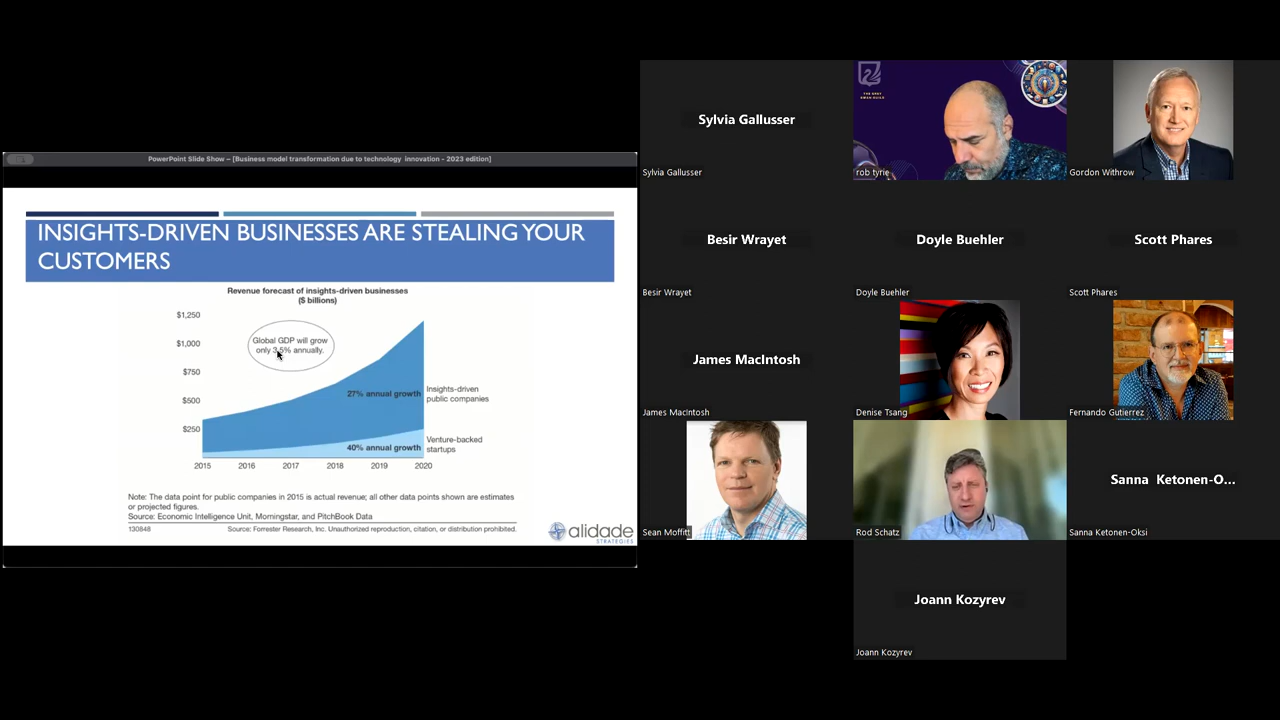 PowerPoint Slide Show – [Business model transformation due to technology innovation - 2023 edition]
INSIGHTS-DRIVEN BUSINESSES ARE STEALING YOUR
CUSTOMERS
Revenue forecast of insights-driven businesses
($ billions)
$1,250
$1,000
$750
$500
$250
Global GDP will grow
only 3.5% annually.
27% annual growth
Insights-driven
public companies
40% annual growth
Venture-backed
startups
2015 2016 2017 2018 2019 2020
Note: The data point for public companies in 2015 is actual revenue; all other data points shown are estimates
or projected figures.
Source: Economic Intelligence Unit, Morningstar, and PitchBook Data
130848 Source: Forrester Research, Inc. Unauthorized reproduction, citation, or distribution prohibited.
alidade
STRATEGIES
Sylvia Gallusser
Sylvia Gallusser
rob tyrie
Gordon Withrow
Besir Wrayet
Besir Wrayet
Doyle Buehler
Doyle Buehler
Scott Phares
Scott Phares
James MacIntosh
James MacIntosh
Denise Tsang
Fernando Gutierrez
Sean Moffitt
Rod Schatz
Sanna Ketonen-O...
Sanna Ketonen-Oksi
Joann Kozyrev
Joann Kozyrev